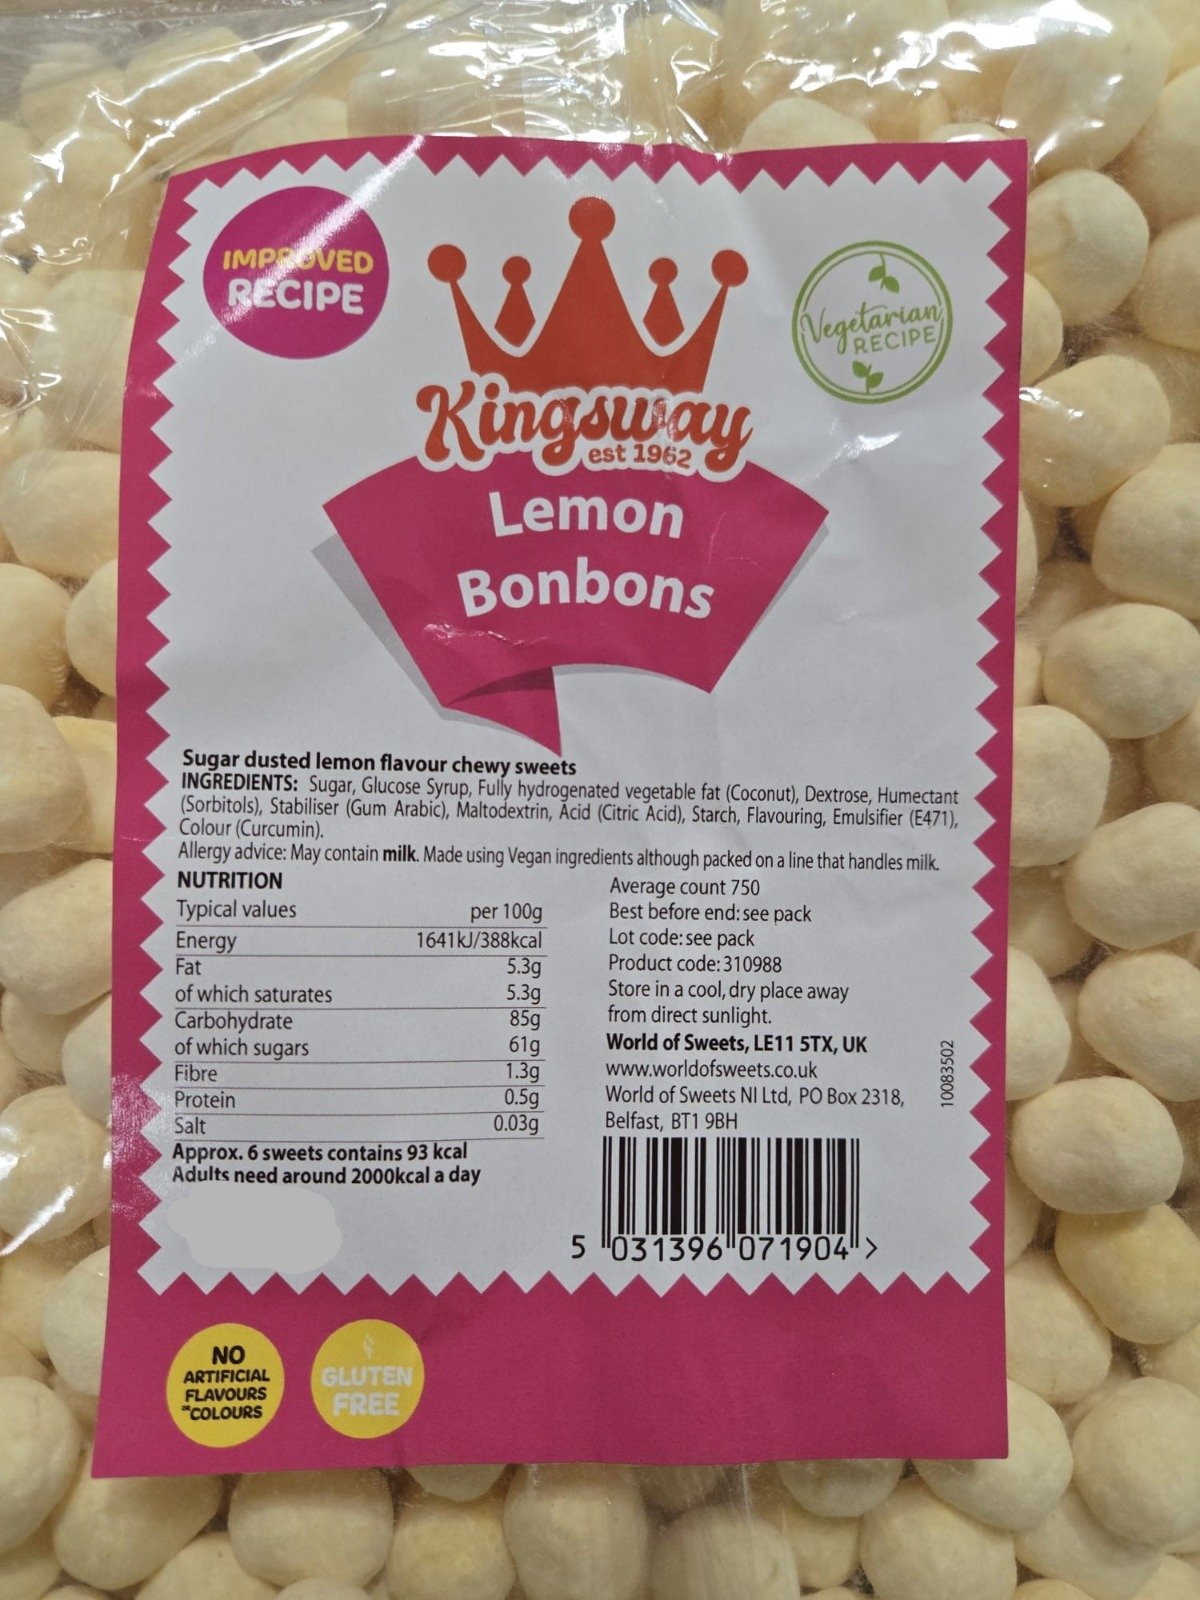 IMPROVED
RECIPE
Vegetarian
RECIPE
Kingsway
est 1962
Lemon
Bonbons
Sugar dusted lemon flavour chewy sweets
INGREDIENTS: Sugar, Glucose Syrup, Fully hydrogenated vegetable fat (Coconut), Dextrose, Humectant
(Sorbitols), Stabiliser (Gum Arabic), Maltodextrin, Acid (Citric Acid), Starch, Flavouring, Emulsifier (E471),
Colour (Curcumin).
Allergy advice: May contain milk. Made using Vegan ingredients although packed on a line that handles milk.
NUTRITION
Typical values per 100g
Energy 1641kJ/388kcal
Fat 5.3g
of which saturates 5.3g
Carbohydrate 85g
of which sugars 61g
Fibre 1.3g
Protein 0.5g
Salt 0.03g
Approx. 6 sweets contains 93 kcal
Adults need around 2000kcal a day
Average count 750
Best before end: see pack
Lot code: see pack
Product code: 310988
Store in a cool, dry place away
from direct sunlight.
World of Sweets, LE11 5TX, UK
www.worldofsweets.co.uk
World of Sweets NI Ltd, PO Box 2318,
Belfast, BT1 9BH
10083502
5 031396 071904 >
NO
ARTIFICIAL
FLAVOURS
OR COLOURS
GLUTEN
FREE